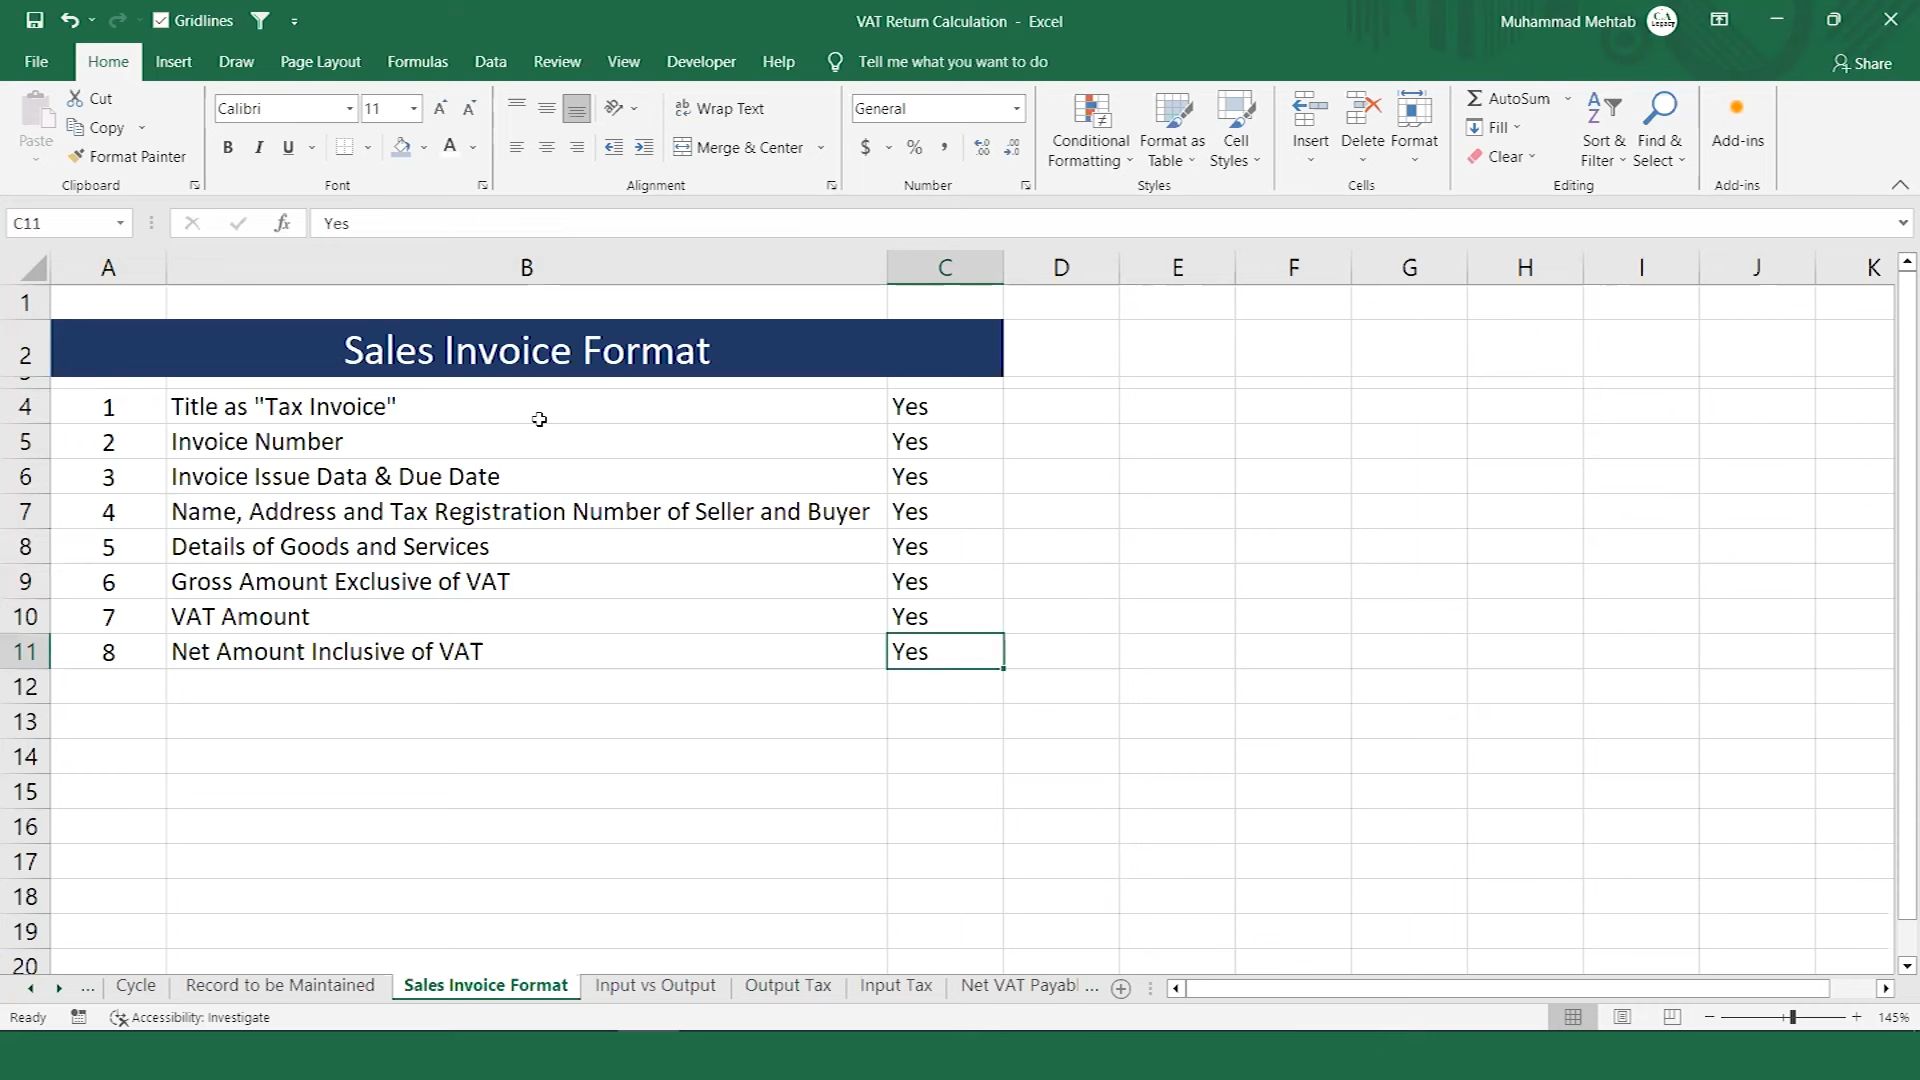 Gridlines
VAT Return Calculation - Excel
Muhammad Mehtab
File Home Insert Draw Page Layout Formulas Data Review View Developer Help Tell me what you want to do
Share
Paste
Cut
Copy
Format Painter
Clipboard
Calibri 11
B I U
Font
Wrap Text
Merge & Center
Alignment
General
$ % ,
Number
Conditional Formatting
Format as Table
Cell Styles
Styles
Insert Delete Format
Cells
AutoSum
Fill
Clear
Sort & Filter
Find & Select
Editing
Add-ins
Add-ins
C11 fx Yes
A B C D E F G H I J K
1
2 Sales Invoice Format
4 1 Title as "Tax Invoice" Yes
5 2 Invoice Number Yes
6 3 Invoice Issue Data & Due Date Yes
7 4 Name, Address and Tax Registration Number of Seller and Buyer Yes
8 5 Details of Goods and Services Yes
9 6 Gross Amount Exclusive of VAT Yes
10 7 VAT Amount Yes
11 8 Net Amount Inclusive of VAT Yes
12
13
14
15
16
17
18
19
20
... Cycle Record to be Maintained Sales Invoice Format Input vs Output Output Tax Input Tax Net VAT Payabl ...
Ready Accessibility: Investigate 145%